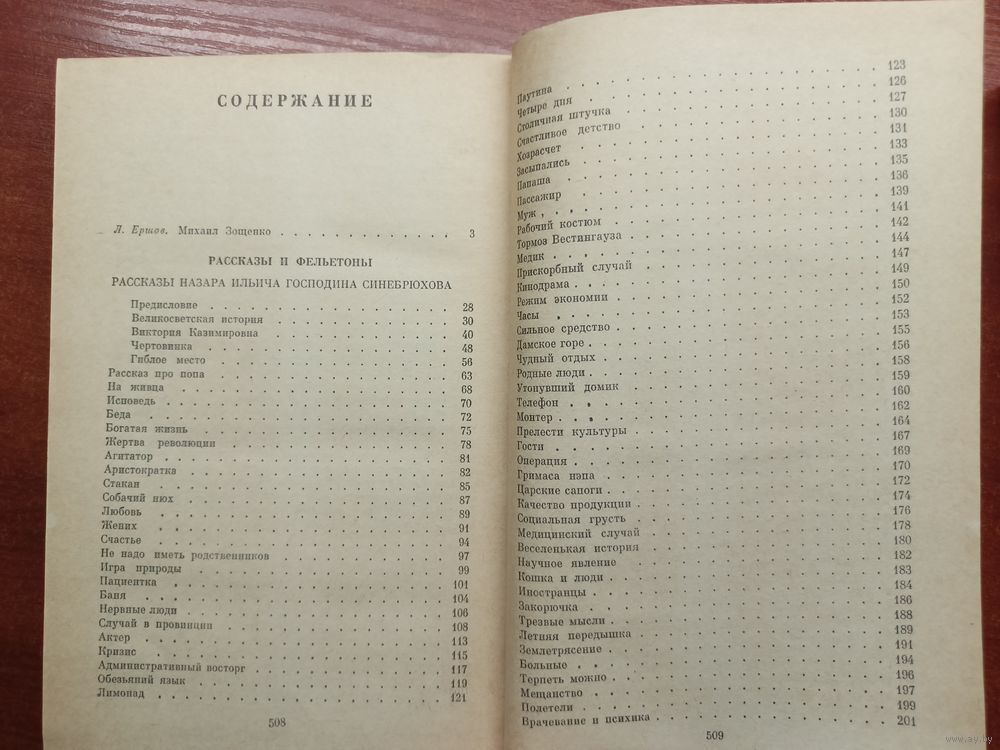 СОДЕРЖАНИЕ
Л. Ершов. Михаил Зощенко . . . . . . . . . . . . 3
РАССКАЗЫ И ФЕЛЬЕТОНЫ
РАССКАЗЫ НАЗАРА ИЛЬИЧА ГОСПОДИНА СИНЕБРЮХОВА
Предисловие . . . . . . . . . . . . 28
Великосветская история . . . . . . . . . . . . 30
Виктория Казимировна . . . . . . . . . . . . 40
Чертовинка . . . . . . . . . . . . 48
Гиблое место . . . . . . . . . . . . 56
Рассказ про попа . . . . . . . . . . . . 63
На живца . . . . . . . . . . . . 68
Исповедь . . . . . . . . . . . . 70
Беда . . . . . . . . . . . . 72
Богатая жизнь . . . . . . . . . . . . 75
Жертва революции . . . . . . . . . . . . 78
Агитатор . . . . . . . . . . . . 81
Аристократка . . . . . . . . . . . . 82
Стакан . . . . . . . . . . . . 85
Собачий нюх . . . . . . . . . . . . 87
Любовь . . . . . . . . . . . . 89
Жених . . . . . . . . . . . . 91
Счастье . . . . . . . . . . . . 94
Не надо иметь родственников . . . . . . . . . . . . 97
Игра природы . . . . . . . . . . . . 99
Пациентка . . . . . . . . . . . . 101
Баня . . . . . . . . . . . . 104
Нервные люди . . . . . . . . . . . . 106
Случай в провинции . . . . . . . . . . . . 108
Актер . . . . . . . . . . . . 113
Кризис . . . . . . . . . . . . 115
Административный восторг . . . . . . . . . . . . 117
Обезьяний язык . . . . . . . . . . . . 119
Лимонад . . . . . . . . . . . . 121
508
Паутина . . . . . . . . . . . . 123
Четыре дня . . . . . . . . . . . . 126
Столичная штучка . . . . . . . . . . . . 127
Счастливое детство . . . . . . . . . . . . 130
Хозрасчет . . . . . . . . . . . . 131
Засыпались . . . . . . . . . . . . 133
Папаша . . . . . . . . . . . . 135
Пассажир . . . . . . . . . . . . 136
Муж . . . . . . . . . . . . 139
Рабочий костюм . . . . . . . . . . . . 141
Тормоз Вестингауза . . . . . . . . . . . . 142
Медик . . . . . . . . . . . . 144
Прискорбный случай . . . . . . . . . . . . 147
Кинодрама . . . . . . . . . . . . 149
Режим экономии . . . . . . . . . . . . 150
Часы . . . . . . . . . . . . 152
Сильное средство . . . . . . . . . . . . 153
Дамское горе . . . . . . . . . . . . 155
Чудный отдых . . . . . . . . . . . . 156
Родные люди . . . . . . . . . . . . 158
Утонувший домик . . . . . . . . . . . . 159
Телефон . . . . . . . . . . . . 160
Монтер . . . . . . . . . . . . 162
Прелести культуры . . . . . . . . . . . . 164
Гости . . . . . . . . . . . . 167
Операция . . . . . . . . . . . . 169
Гримаса нэпа . . . . . . . . . . . . 170
Царские сапоги . . . . . . . . . . . . 172
Качество продукции . . . . . . . . . . . . 174
Социальная грусть . . . . . . . . . . . . 176
Медицинский случай . . . . . . . . . . . . 178
Веселенькая история . . . . . . . . . . . . 180
Научное явление . . . . . . . . . . . . 182
Кошка и люди . . . . . . . . . . . . 183
Иностранцы . . . . . . . . . . . . 184
Закорючка . . . . . . . . . . . . 186
Трезвые мысли . . . . . . . . . . . . 188
Летняя передышка . . . . . . . . . . . . 189
Землетрясение . . . . . . . . . . . . 191
Больные . . . . . . . . . . . . 194
Терпеть можно . . . . . . . . . . . . 196
Мещанство . . . . . . . . . . . . 197
Полетели . . . . . . . . . . . . 199
Врачевание и психика . . . . . . . . . . . . 201
509
www.ay.by